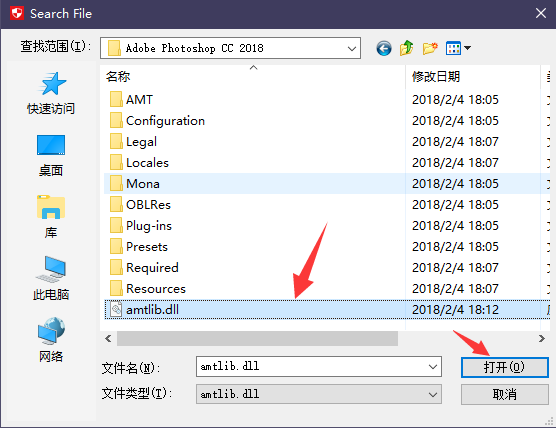 Search File
查找范围(I):
Adobe Photoshop CC 2018
名称
修改日期
AMT
2018/2/4 18:05
Configuration
2018/2/4 18:05
Legal
2018/2/4 18:07
Locales
2018/2/4 18:07
Mona
2018/2/4 18:05
OBLRes
2018/2/4 18:05
Plug-ins
2018/2/4 18:05
Presets
2018/2/4 18:05
Required
2018/2/4 18:07
Resources
2018/2/4 18:07
amtlib.dll
2018/2/4 18:12
快速访问
桌面
库
此电脑
网络
文件名(N):
amtlib.dll
打开(O)
文件类型(T):
amtlib.dll
取消